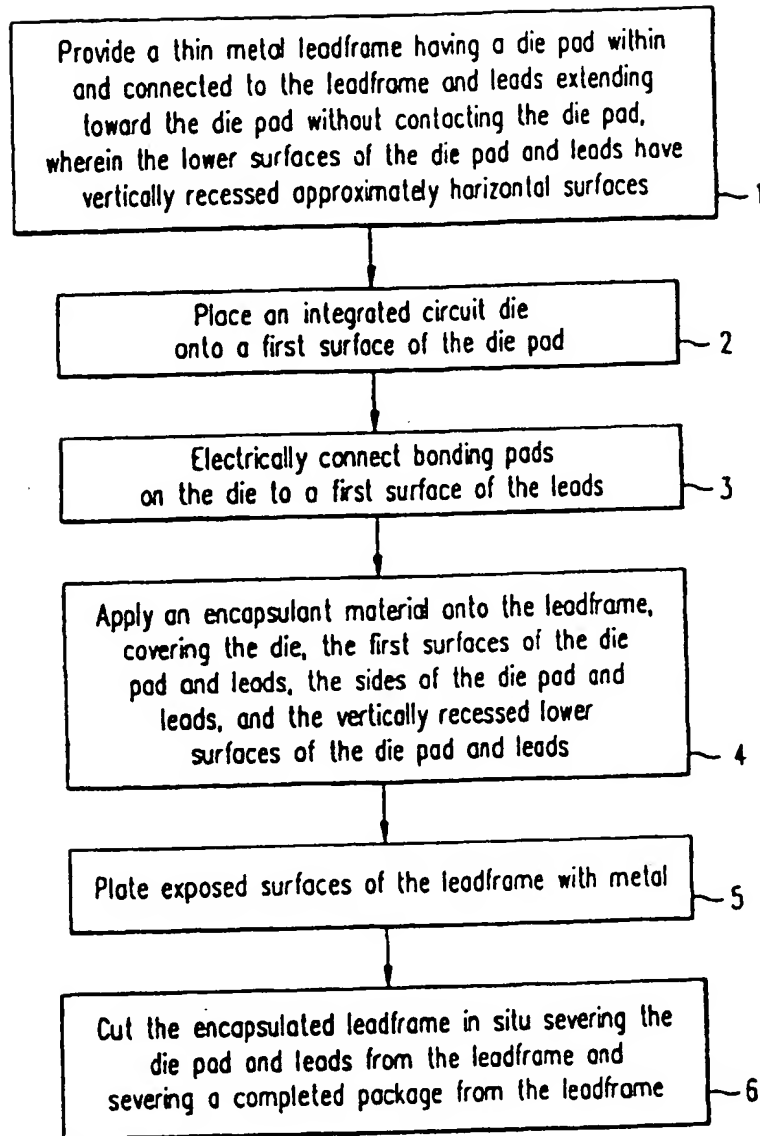 Provide a thin metal leadframe having a die pad within
and connected to the leadframe and leads extending
toward the die pad without contacting the die pad,
wherein the lower surfaces of the die pad and leads have
vertically recessed approximately horizontal surfaces
1
Place an integrated circuit die
onto a first surface of the die pad
2
Electrically connect bonding pads
on the die to a first surface of the leads
3
Apply an encapsulant material onto the leadframe,
covering the die, the first surfaces of the die
pad and leads, the sides of the die pad and
leads, and the vertically recessed lower
surfaces of the die pad and leads
4
Plate exposed surfaces of the leadframe with metal
5
Cut the encapsulated leadframe in situ severing the
die pad and leads from the leadframe and
severing a completed package from the leadframe
6